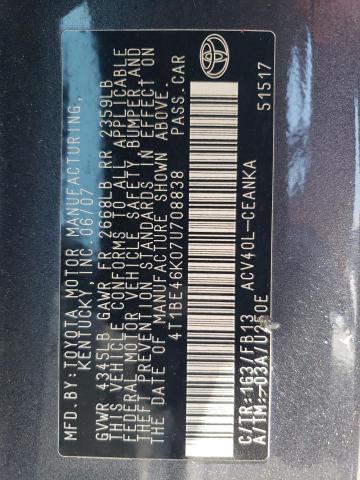 MFD.BY:TOYOTA MOTOR MANUFACTURING,
KENTUCKY,INC.06/07
GVWR 4345LB GAWR FR 2668LB RR 2359LB
THIS VEHICLE CONFORMS TO ALL APPLICABLE
FEDERAL MOTOR VEHICLE SAFETY, BUMPER,AND
THEFT PREVENTION STANDARDS IN EFFECT ON
THE DATE OF MANUFACTURE SHOWN ABOVE.
4T1BE46K07U708838 PASS.CAR
C/TR:1G3/FB13 ACV40L-CEANKA
A/TM:-03A/U250E 51517